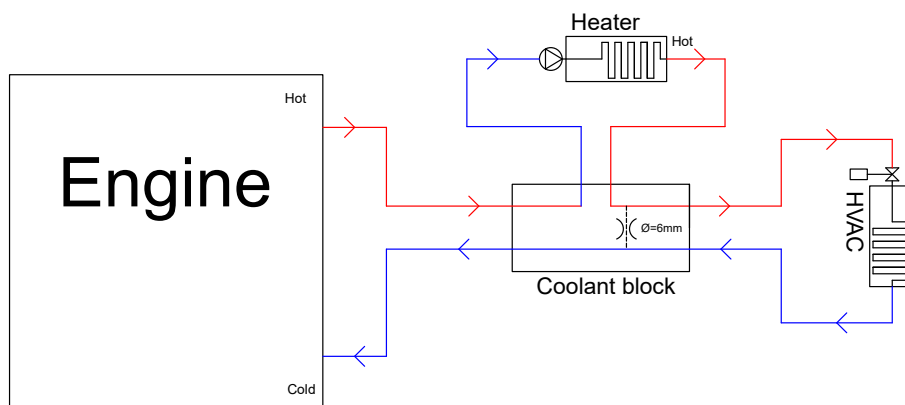 Heater
Hot
Hot
Engine
HVAC
Ø=6mm
Coolant block
Cold